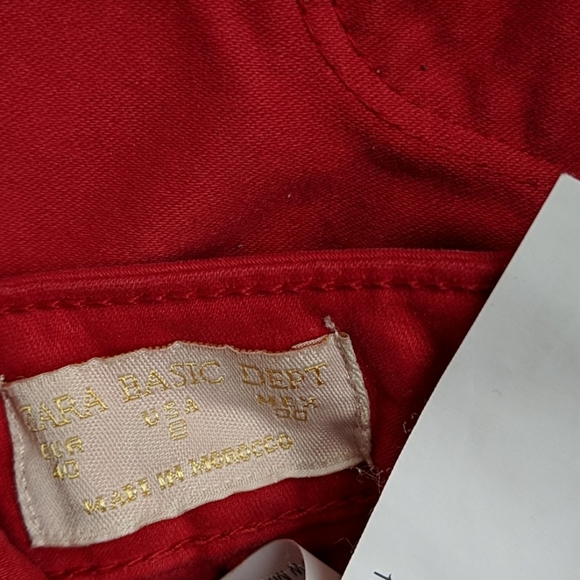 ZARA BASIC DEPT
EUR USA MEX
40 8 30
MADE IN MOROCCO